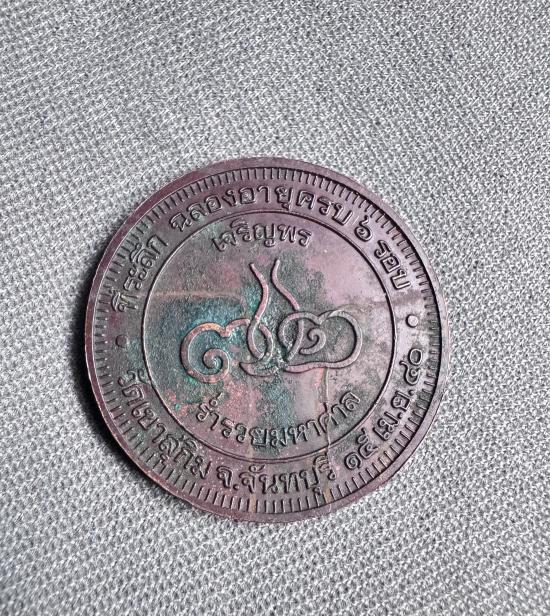 ที่ระลึก ฉลองอายุครบ ๖ รอบ
เจริญพร
๗๒
ร่ำรวยมหาศาล
วัดเขาสุกิม จ.จันทบุรี ๑๕ เม.ย. ๔๐